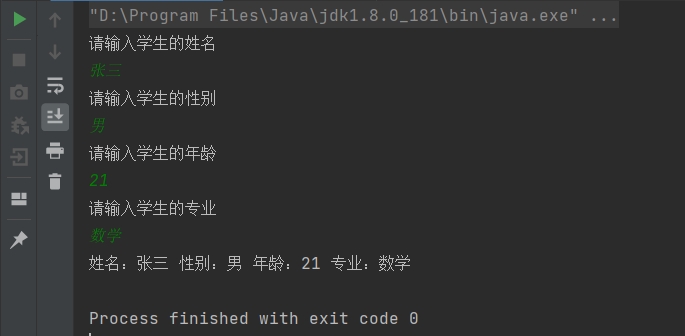 "D:\Program Files\Java\jdk1.8.0_181\bin\java.exe" ...
请输入学生的姓名
张三
请输入学生的性别
男
请输入学生的年龄
21
请输入学生的专业
数学
姓名：张三 性别：男 年龄：21 专业：数学
Process finished with exit code 0